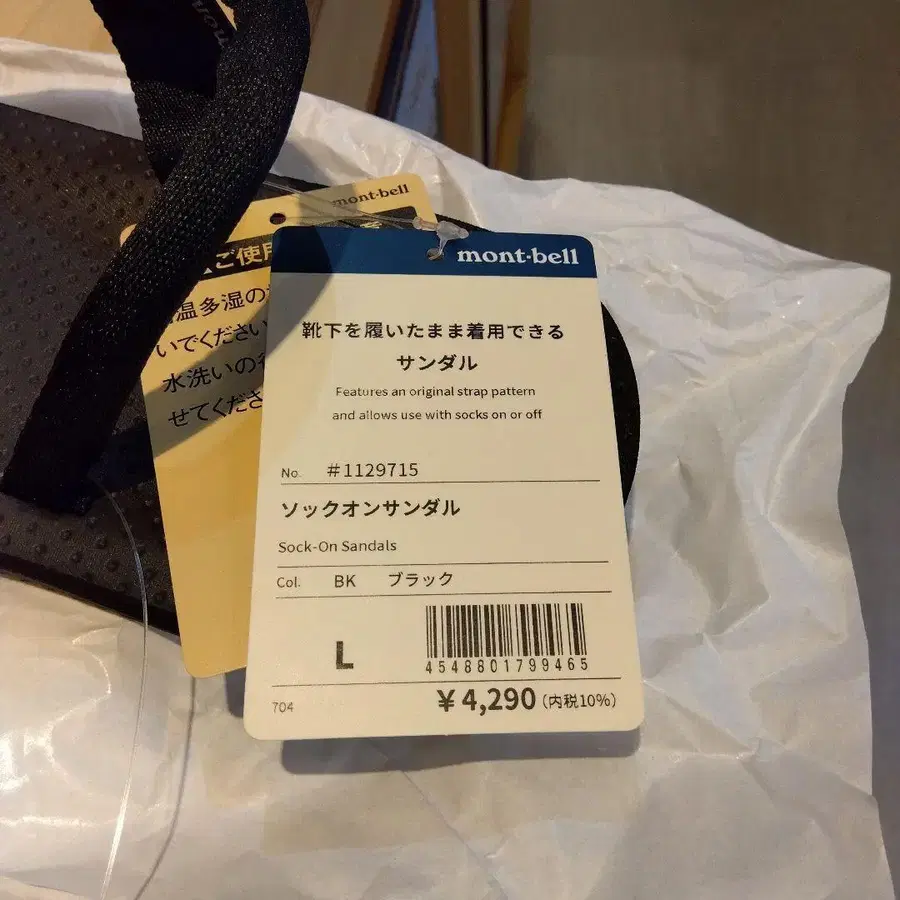 mont-bell
ご使用
温多湿の
いでください
水洗いの
せてくださ
mont-bell
靴下を履いたまま着用できる
サンダル
Features an original strap pattern
and allows use with socks on or off
No. #1129715
ソックオンサンダル
Sock-On Sandals
Col. BK ブラック
L
4548801799465
704 ¥4,290 (内税10%)